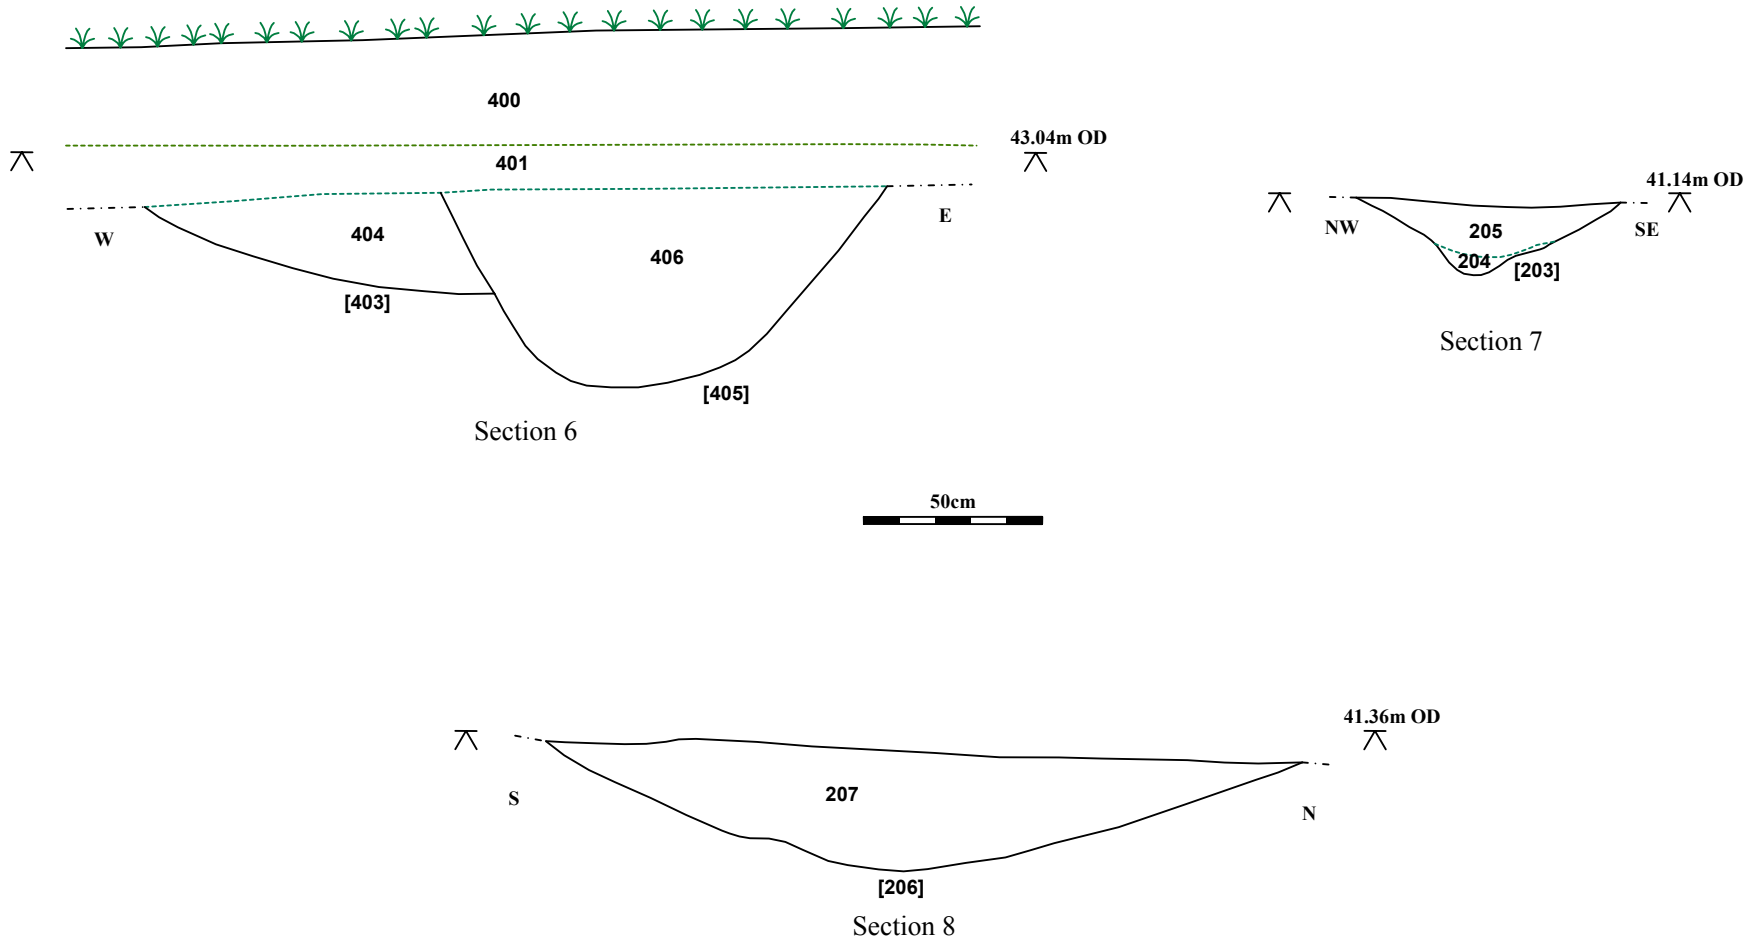 400
43.04m OD
401
41.14m OD
W
404
406
E
NW
205
SE
204
[203]
[403]
Section 7
[405]
Section 6
50cm
41.36m OD
S
207
N
[206]
Section 8